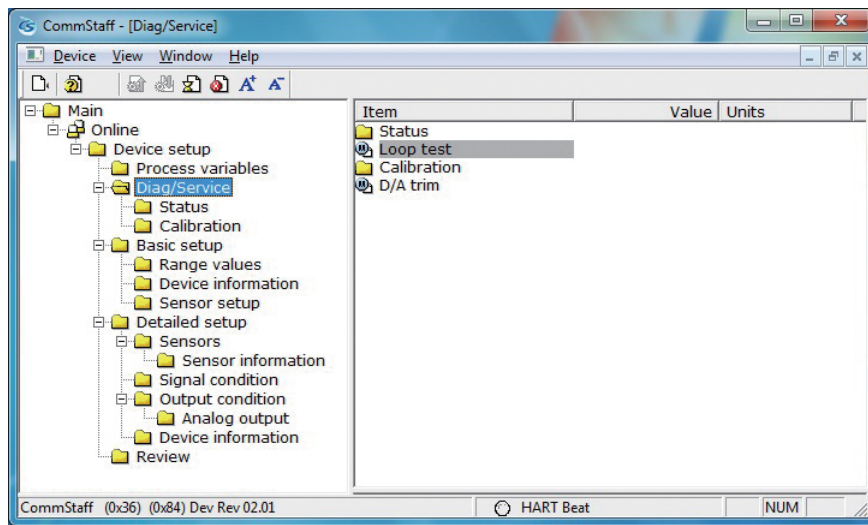 CommStaff - [Diag/Service]
Device View Window Help
Main
Online
Device setup
Process variables
Diag/Service
Status
Calibration
Basic setup
Range values
Device information
Sensor setup
Detailed setup
Sensors
Sensor information
Signal condition
Output condition
Analog output
Device information
Review
Item Value Units
Status
Loop test
Calibration
D/A trim
CommStaff (0x36) (0x84) Dev Rev 02.01 HART Beat NUM